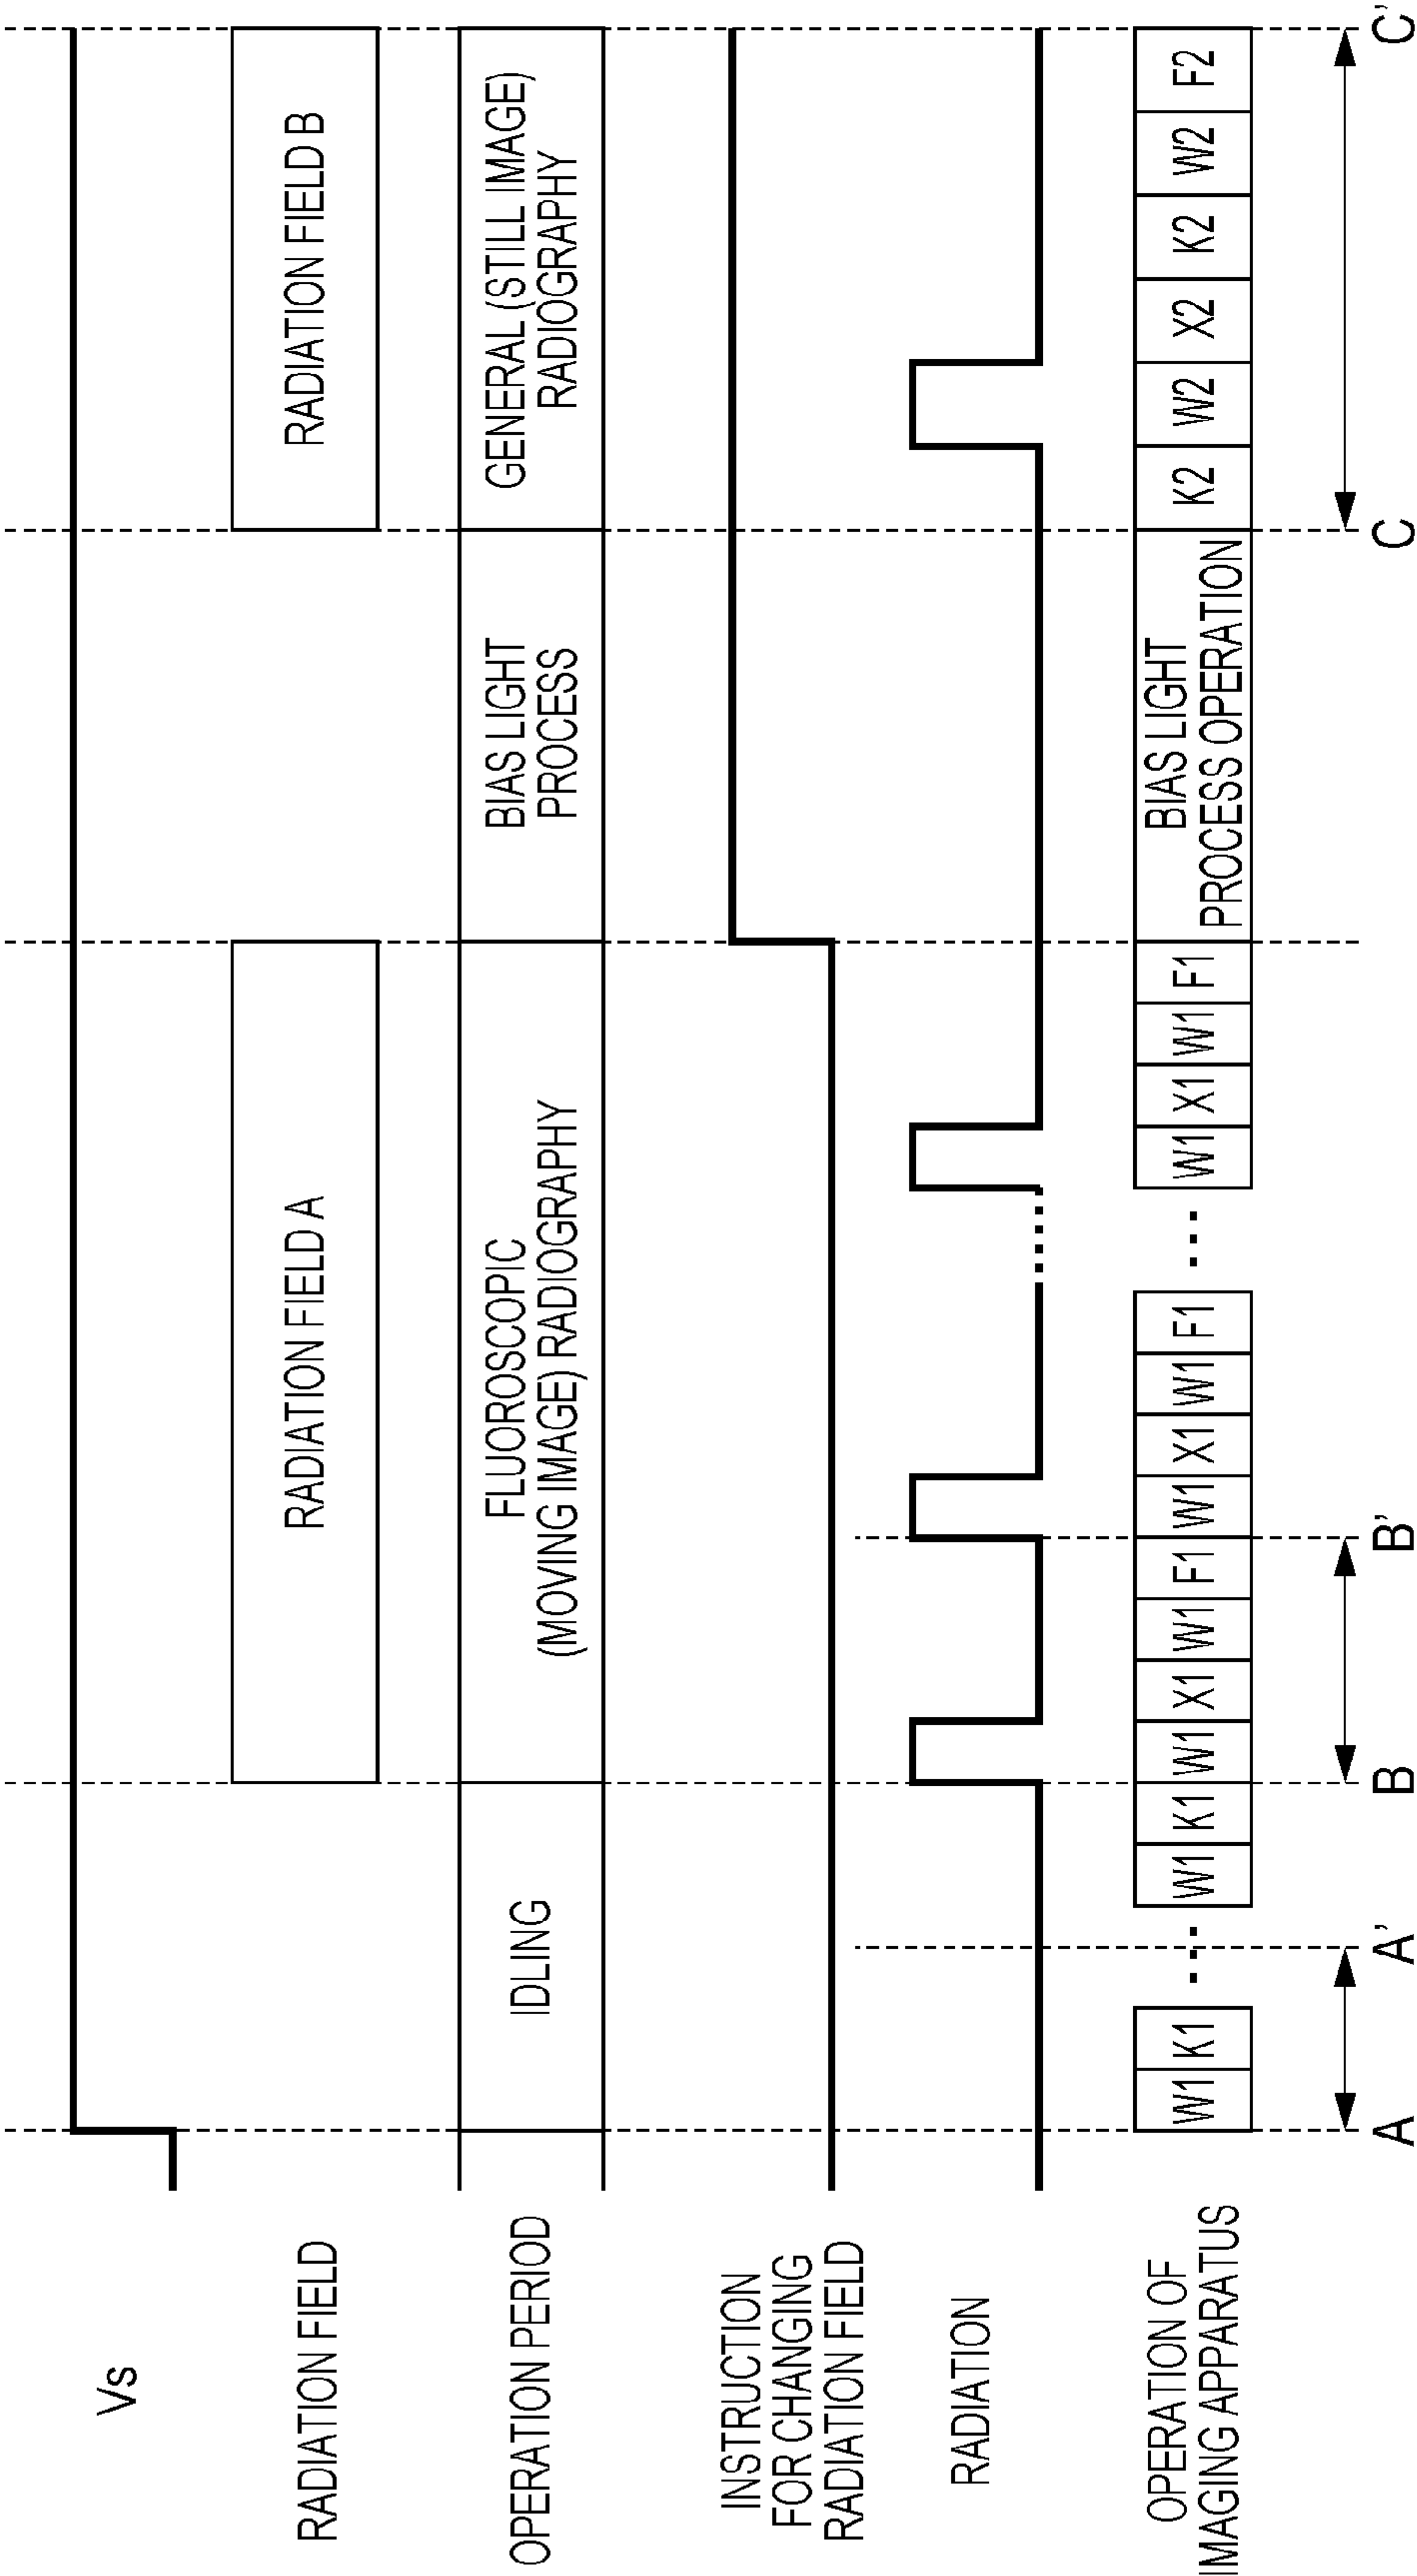 Vs
RADIATION FIELD
RADIATION FIELD A
RADIATION FIELD B
OPERATION PERIOD
IDLING
FLUOROSCOPIC
(MOVING IMAGE) RADIOGRAPHY
BIAS LIGHT
PROCESS
GENERAL (STILL IMAGE)
RADIOGRAPHY
INSTRUCTION
FOR CHANGING
RADIATION FIELD
RADIATION
OPERATION OF
IMAGING APPARATUS
W1 K1 ... W1 K1 W1 X1 W1 F1 W1 X1 W1 F1 ... W1 X1 W1 F1
BIAS LIGHT
PROCESS OPERATION
K2 W2 X2 K2 W2 F2
A A' B B' C C'